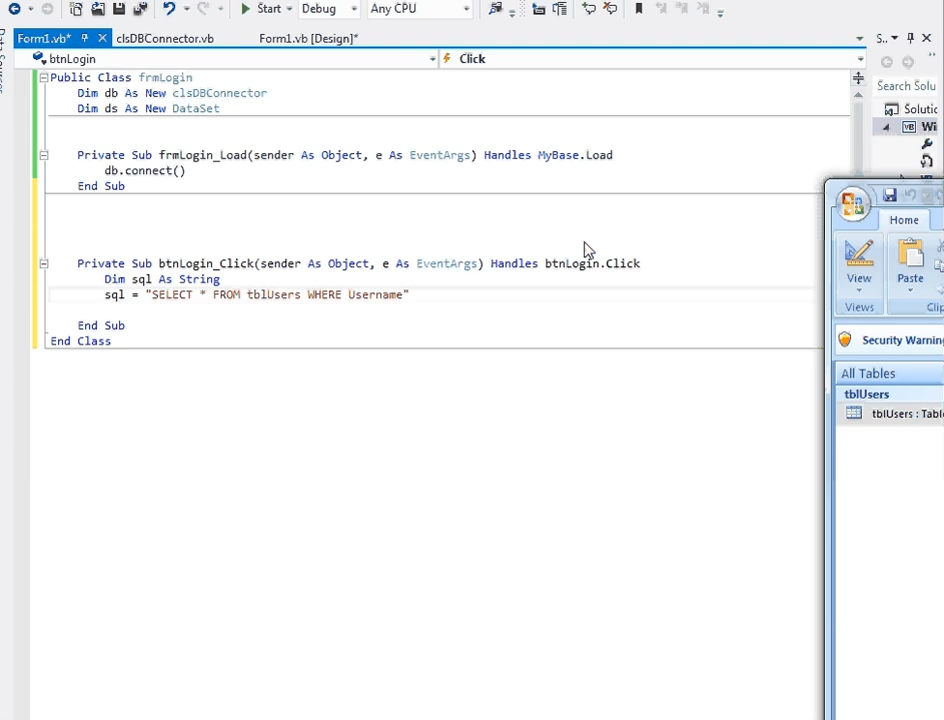 Start Debug Any CPU
Form1.vb* clsDBConnector.vb Form1.vb [Design]* S..
btnLogin Click
Public Class frmLogin
Dim db As New clsDBConnector
Search Solu
Dim ds As New DataSet
Solutic
VB Wi
Private Sub frmLogin_Load(sender As Object, e As EventArgs) Handles MyBase.Load
db.connect()
End Sub
Home
Private Sub btnLogin_Click(sender As Object, e As EventArgs) Handles btnLogin.Click
Dim sql As String
View Paste
sql = "SELECT * FROM tblUsers WHERE Username"
Views Clip
End Sub
End Class
Security Warning
All Tables
tblUsers
tblUsers : Tabl